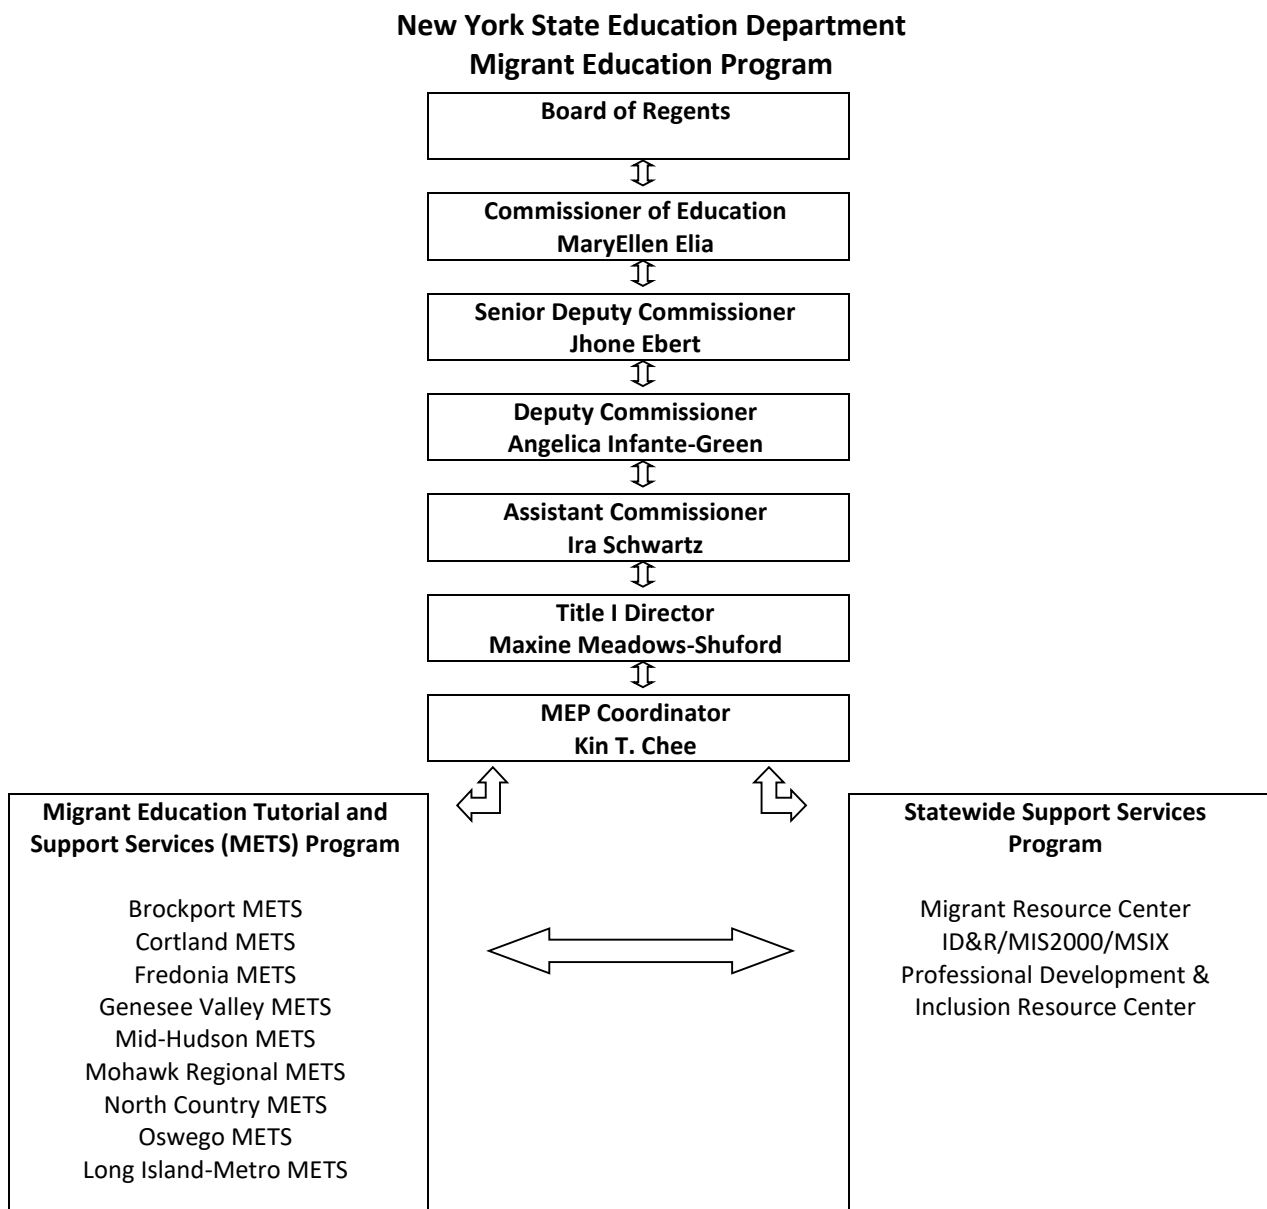 New York State Education Department
Migrant Education Program
Board of Regents
Commissioner of Education
MaryEllen Elia
Senior Deputy Commissioner
Jhone Ebert
Deputy Commissioner
Angelica Infante-Green
Assistant Commissioner
Ira Schwartz
Title I Director
Maxine Meadows-Shuford
MEP Coordinator
Kin T. Chee
Migrant Education Tutorial and
Support Services (METS) Program
Brockport METS
Cortland METS
Fredonia METS
Genesee Valley METS
Mid-Hudson METS
Mohawk Regional METS
North Country METS
Oswego METS
Long Island-Metro METS
Statewide Support Services
Program
Migrant Resource Center
ID&R/MIS2000/MSIX
Professional Development &
Inclusion Resource Center